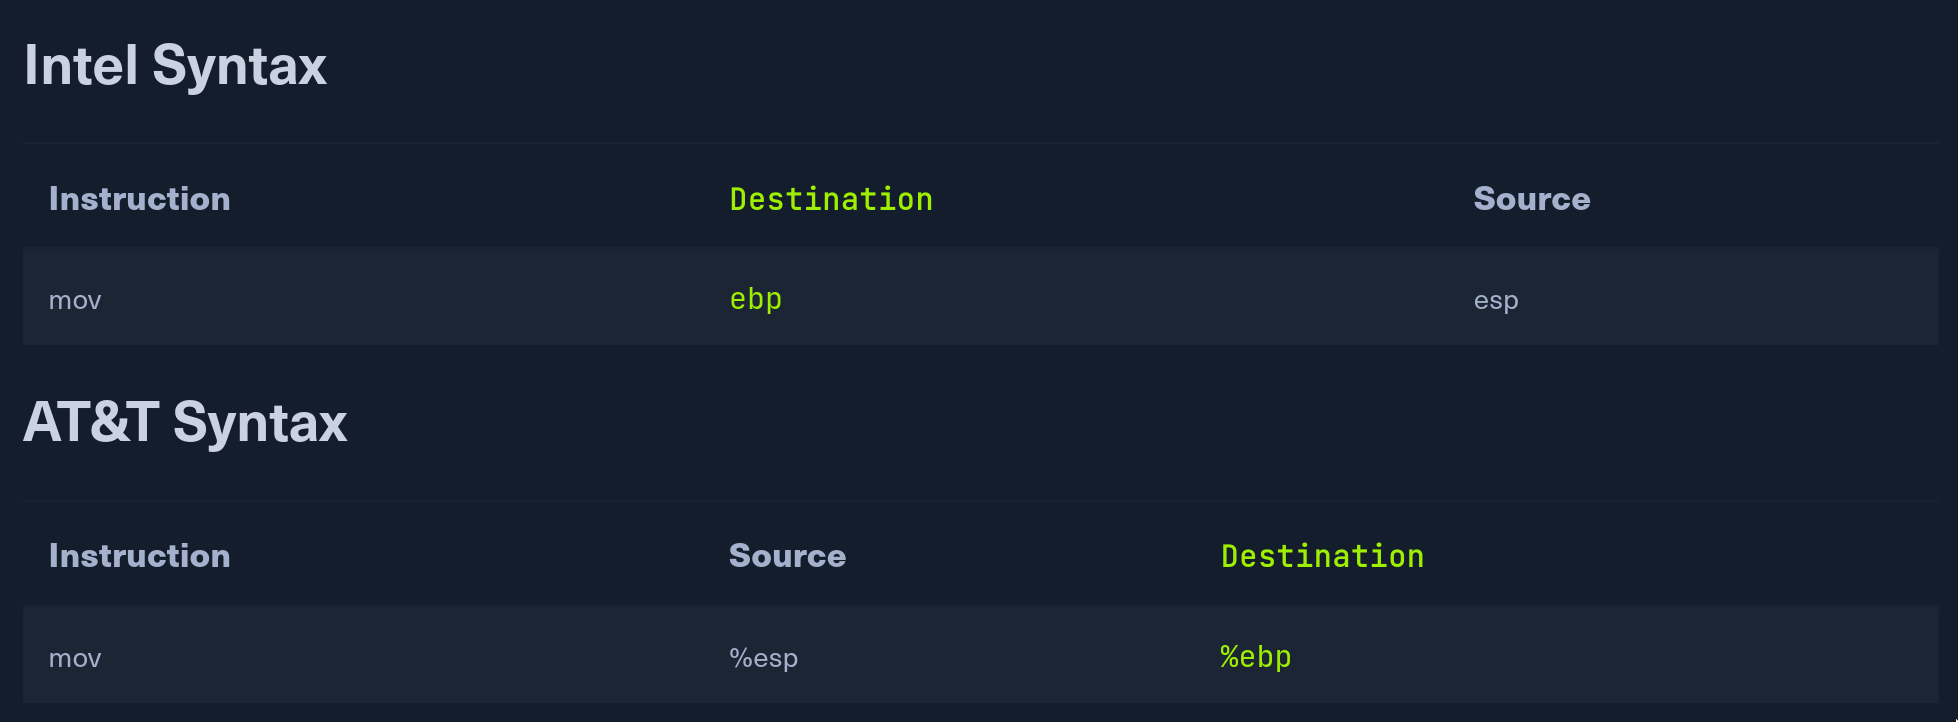 Intel Syntax
Instruction Destination Source
mov ebp esp
AT&T Syntax
Instruction Source Destination
mov %esp %ebp